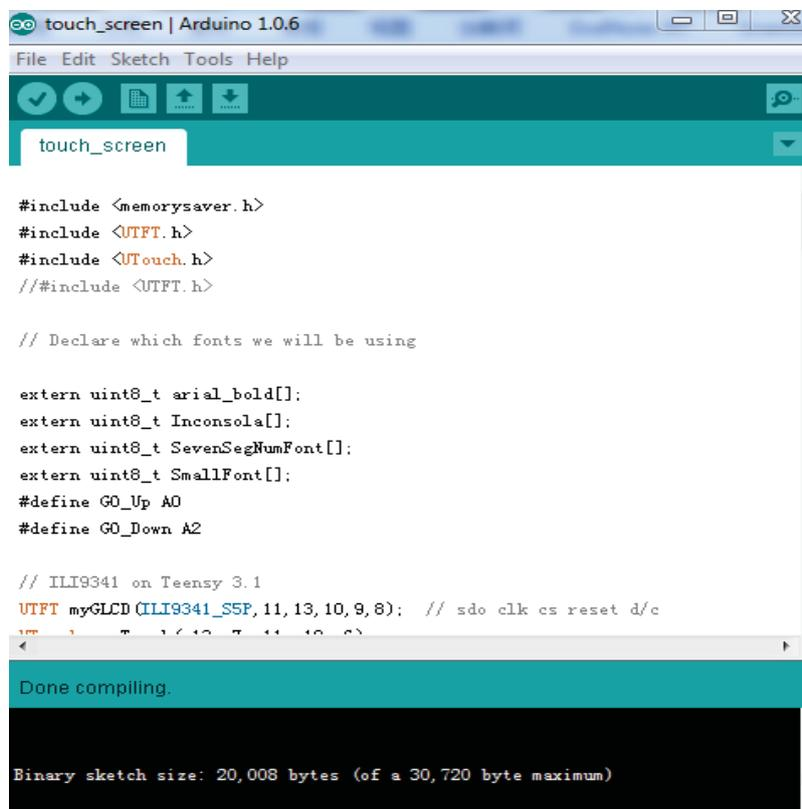 touch_screen | Arduino 1.0.6
File Edit Sketch Tools Help
touch_screen
#include <memorysaver.h>
#include <UTFT.h>
#include <UTouch.h>
//#include <UTFT.h>
// Declare which fonts we will be using
extern uint8_t arial_bold[];
extern uint8_t Inconsola[];
extern uint8_t SevenSegNumFont[];
extern uint8_t SmallFont[];
#define GO_Up A0
#define GO_Down A2
// ILI9341 on Teensy 3.1
UTFT myGLCD(ILI9341_S5P,11,13,10,9,8); // sdo clk cs reset d/c
Done compiling.
Binary sketch size: 20,008 bytes (of a 30,720 byte maximum)